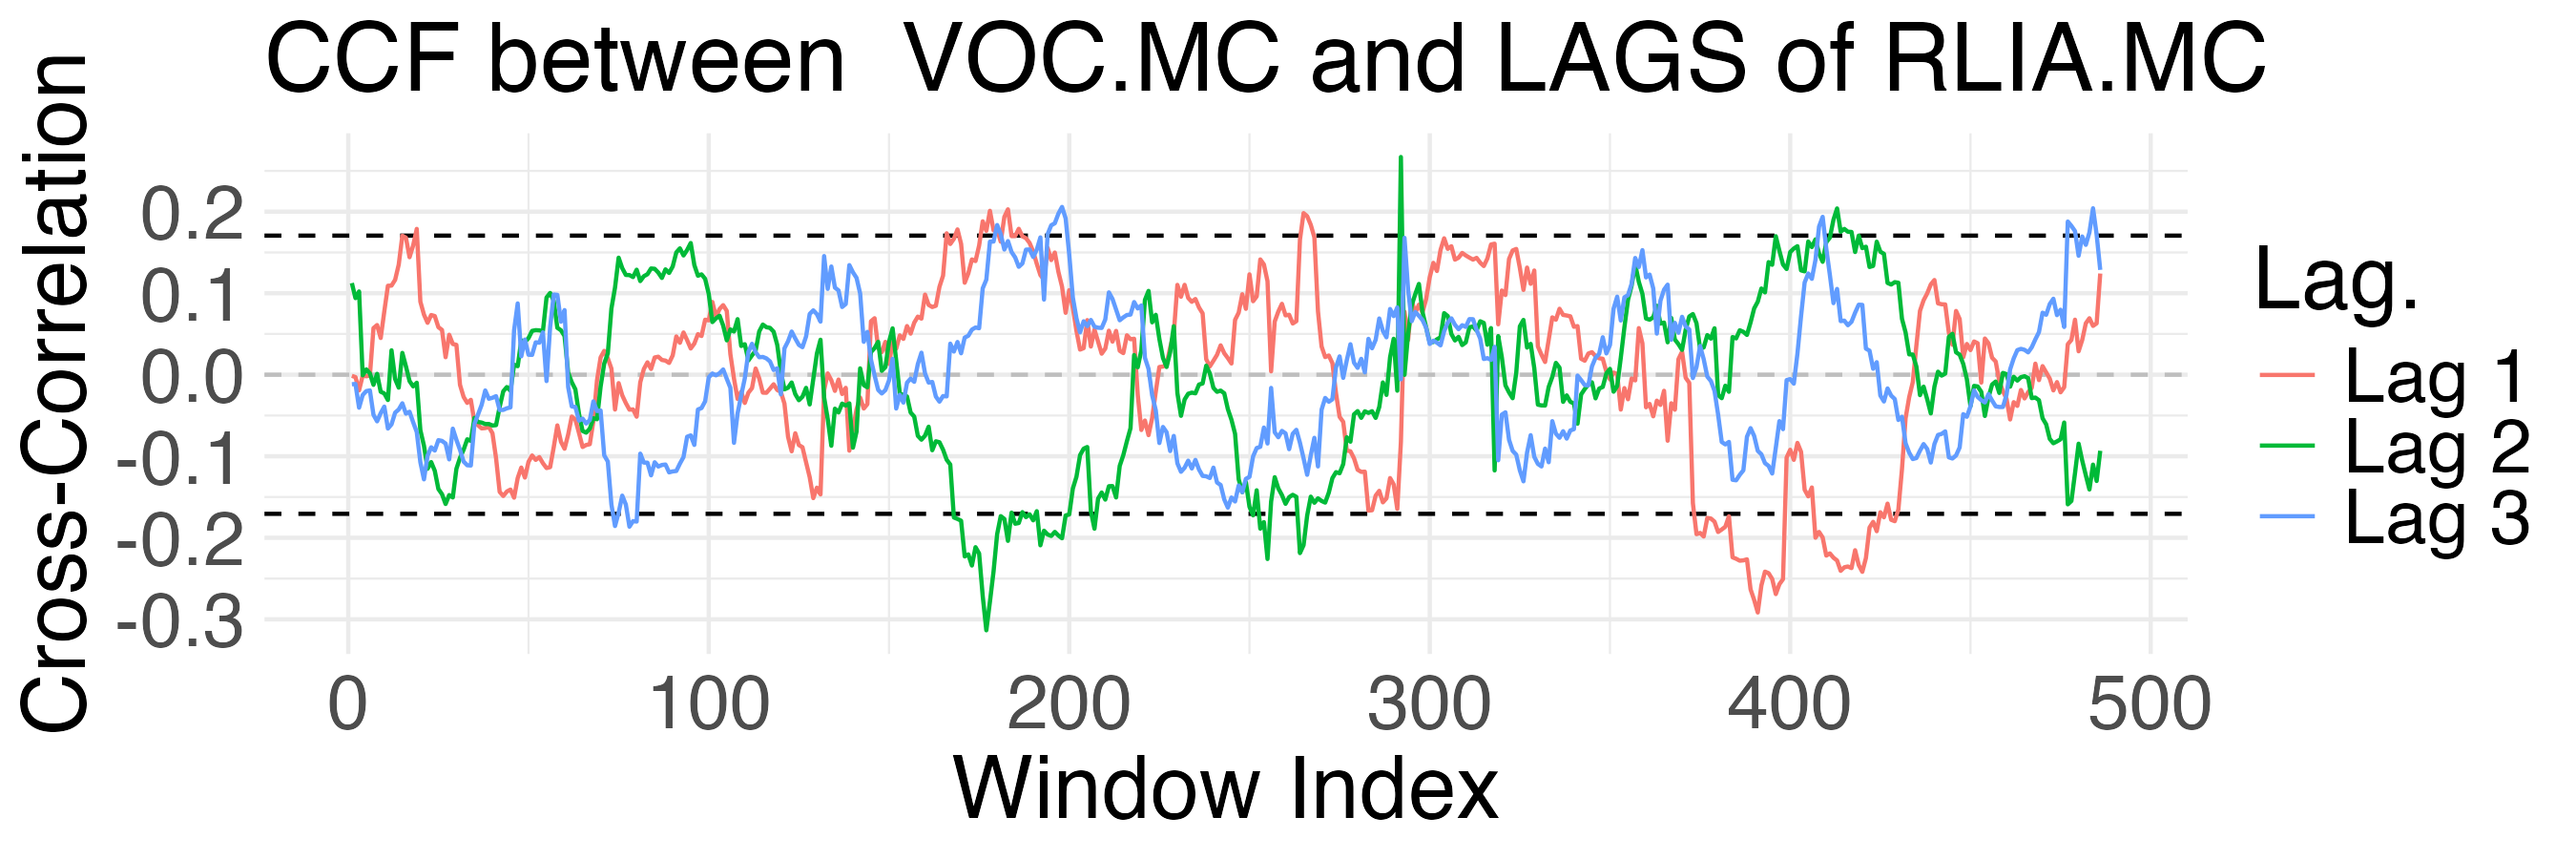 CCF between  VOC.MC and LAGS of RLIA.MC
Cross-Correlation
0.2
0.1
0.0
-0.1
-0.2
-0.3
0 100 200 300 400 500
Window Index
Lag.
Lag 1
Lag 2
Lag 3